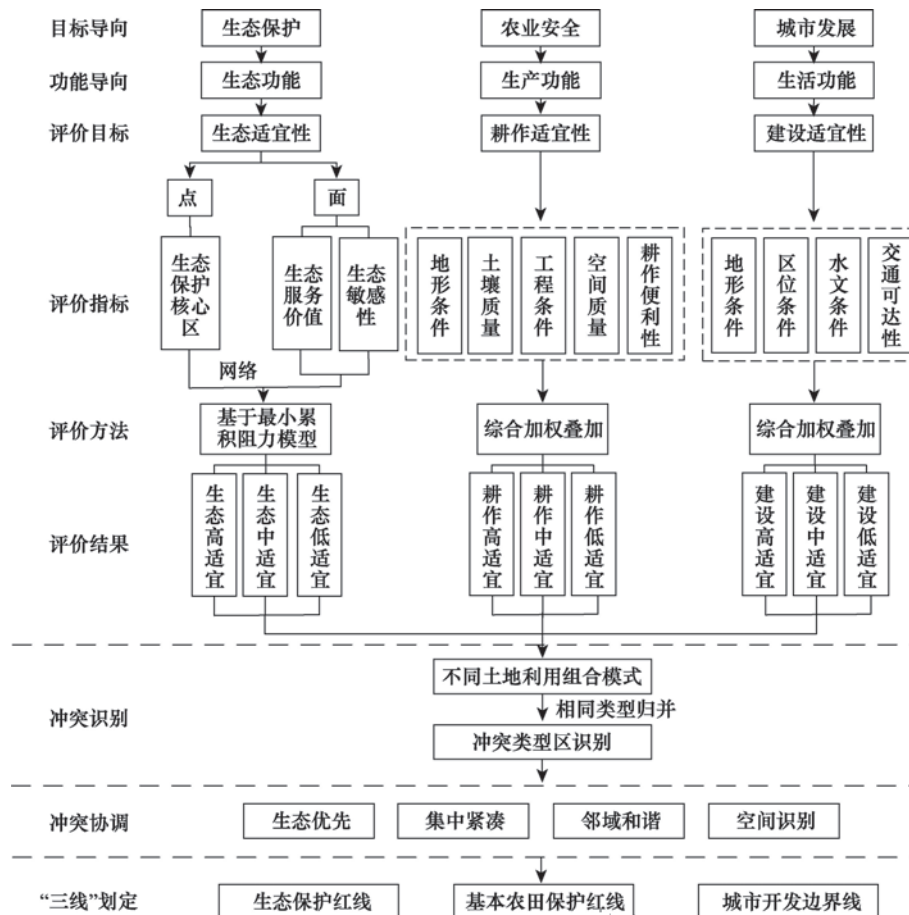 目标导向 生态保护 农业安全 城市发展
功能导向 生态功能 生产功能 生活功能
评价目标 生态适宜性 耕作适宜性 建设适宜性
点 面
评价指标
生态保护核心区
生态服务价值
生态敏感性
地形条件
土壤质量
工程条件
空间质量
耕作便利性
地形条件
区位条件
水文条件
交通可达性
网络
评价方法
基于最小累
积阻力模型
综合加权叠加 综合加权叠加
评价结果
生态高适宜
生态中适宜
生态低适宜
耕作高适宜
耕作中适宜
耕作低适宜
建设高适宜
建设中适宜
建设低适宜
不同土地利用组合模式
冲突识别 相同类型归并
冲突类型区识别
冲突协调 生态优先 集中紧凑 邻域和谐 空间识别
“三线”划定 生态保护红线 基本农田保护红线 城市开发边界线